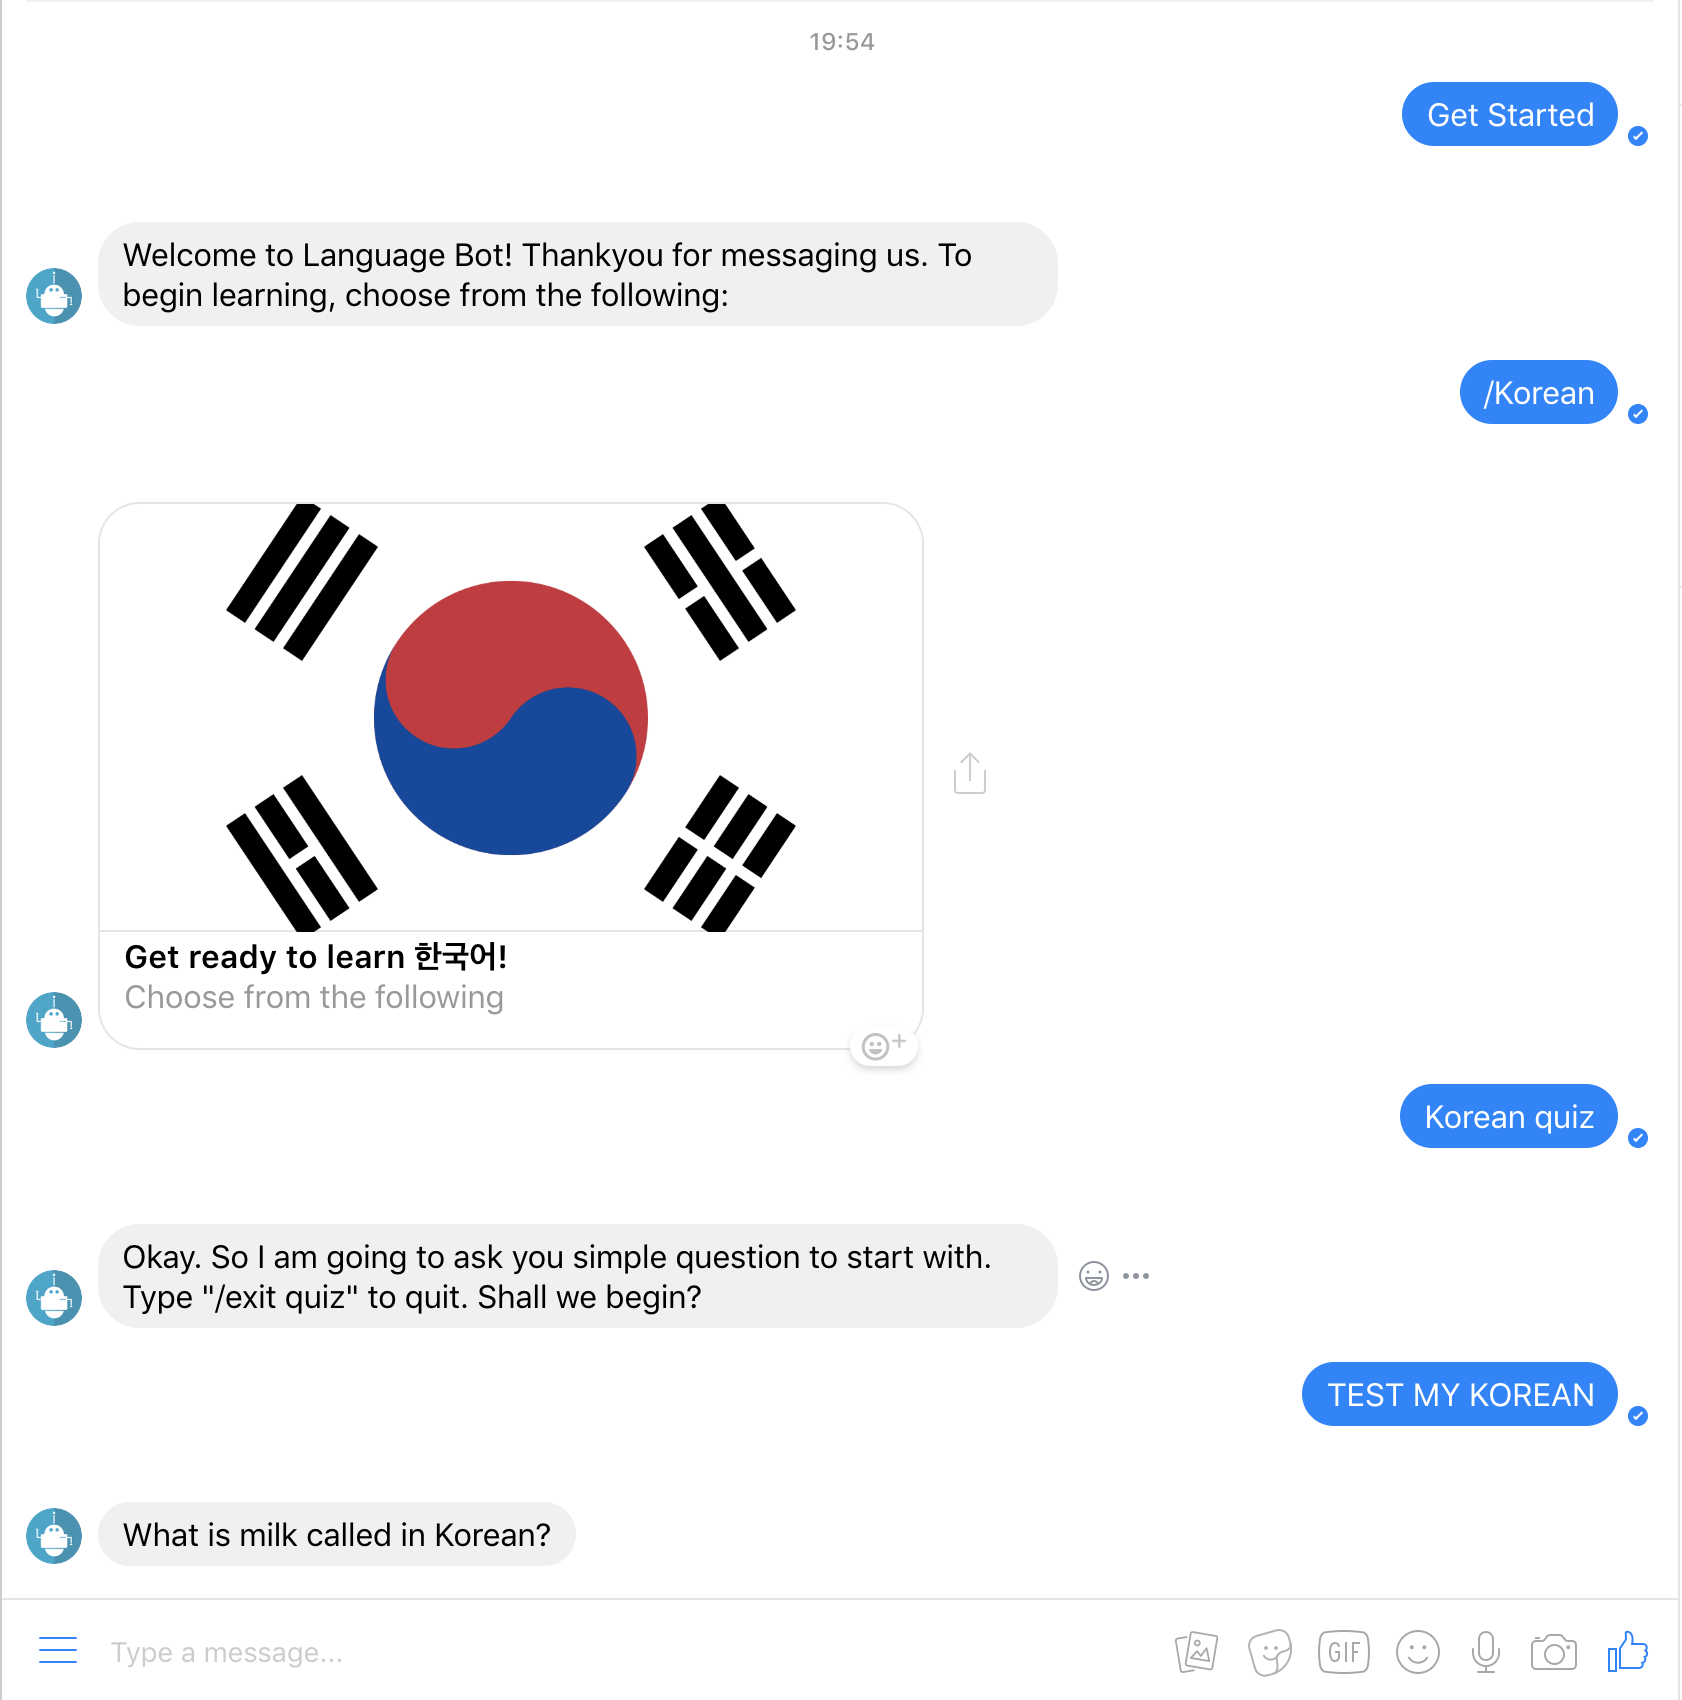 19:54
Get Started
Welcome to Language Bot! Thankyou for messaging us. To
begin learning, choose from the following:
/Korean
Get ready to learn 한국어!
Choose from the following
Korean quiz
Okay. So I am going to ask you simple question to start with.
Type "/exit quiz" to quit. Shall we begin?
TEST MY KOREAN
What is milk called in Korean?
Type a message...
GIF